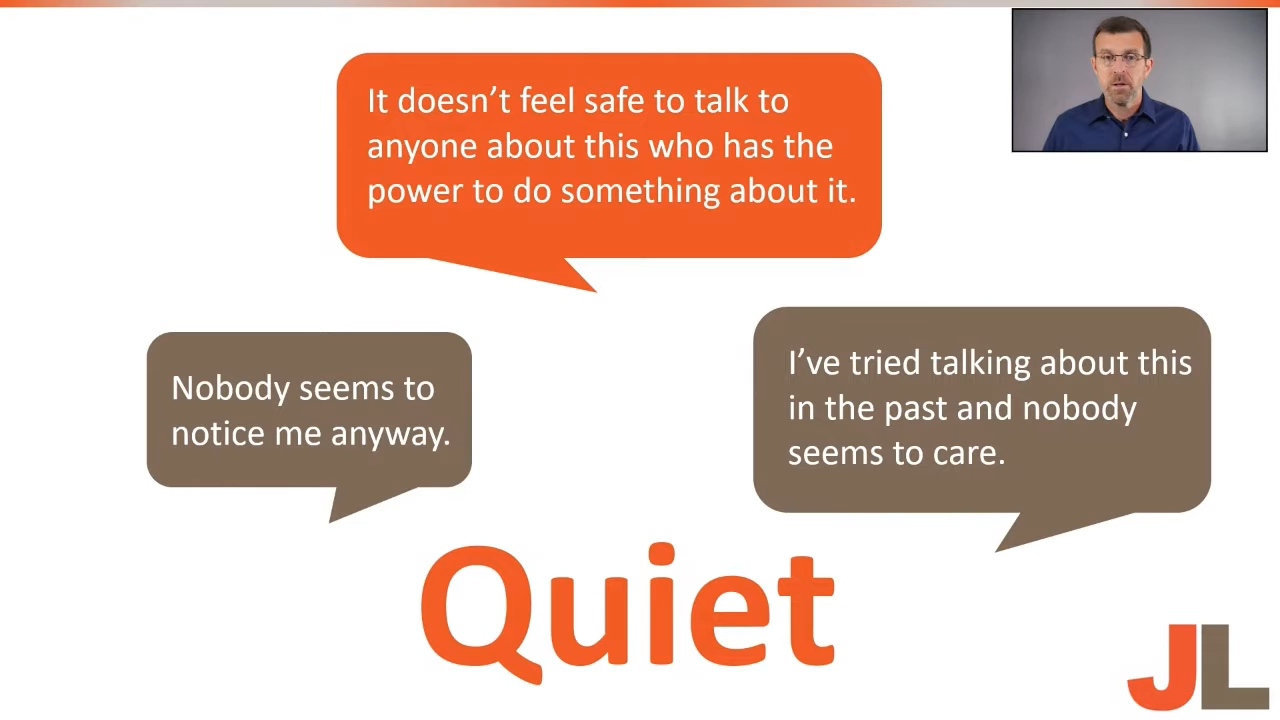 It doesn’t feel safe to talk to
anyone about this who has the
power to do something about it.
Nobody seems to
notice me anyway.
I’ve tried talking about this
in the past and nobody
seems to care.
Quiet
JL